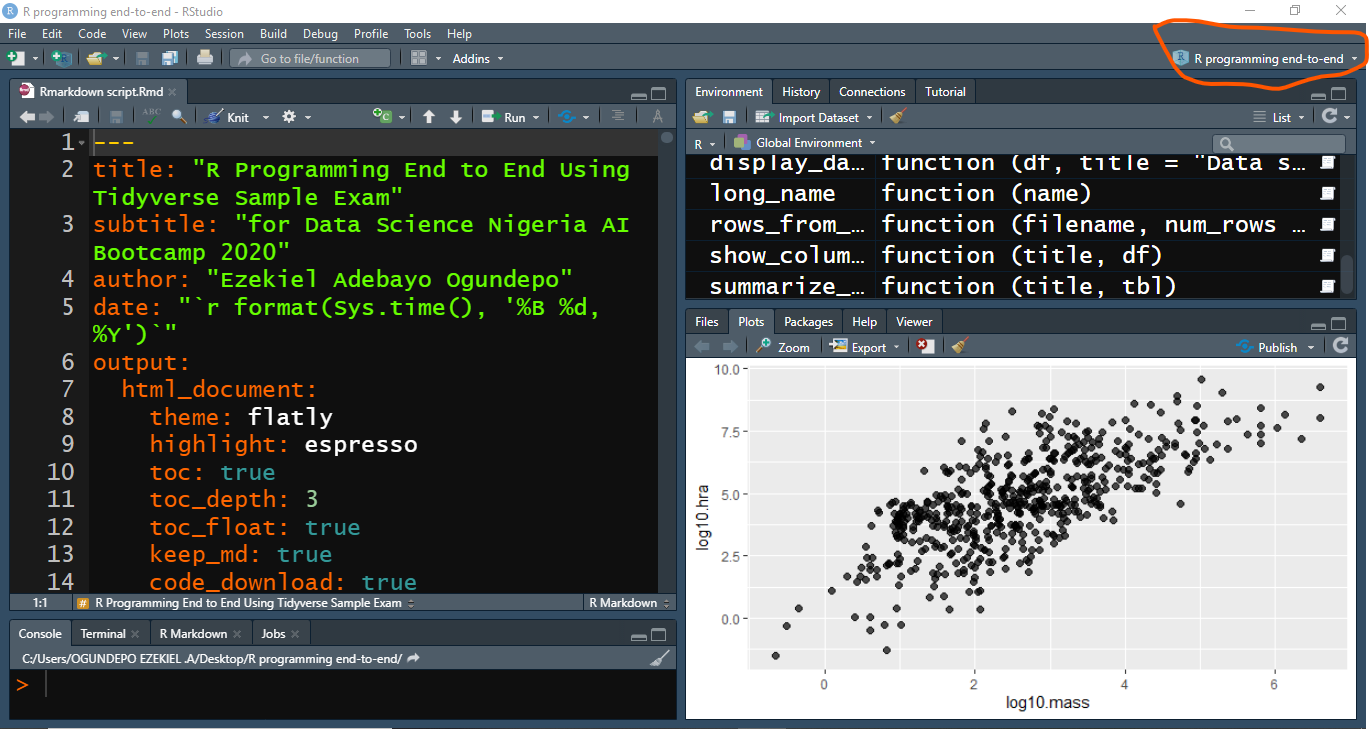 R programming end-to-end - RStudio
File Edit Code View Plots Session Build Debug Profile Tools Help
Go to file/function Addins R programming end-to-end
Rmarkdown script.Rmd
ABC Knit Run
1 ---
2 title: "R Programming End to End Using
Tidyverse Sample Exam"
3 subtitle: "for Data Science Nigeria AI
Bootcamp 2020"
4 author: "Ezekiel Adebayo Ogundepo"
5 date: "`r format(Sys.time(), '%B %d,
%Y')`"
6 output:
7 html_document:
8 theme: flatly
9 highlight: espresso
10 toc: true
11 toc_depth: 3
12 toc_float: true
13 keep_md: true
14 code_download: true
1:1 # R Programming End to End Using Tidyverse Sample Exam R Markdown
Console Terminal R Markdown Jobs
C:/Users/OGUNDEPO EZEKIEL .A/Desktop/R programming end-to-end/
>
Environment History Connections Tutorial
Import Dataset List
R Global Environment
display_da… function (df, title = "Data s…
long_name function (name)
rows_from_… function (filename, num_rows …
show_colum… function (title, df)
summarize_… function (title, tbl)
Files Plots Packages Help Viewer
Zoom Export Publish
10.0
7.5
5.0
2.5
0.0
log10.hra
0 2 4 6
log10.mass